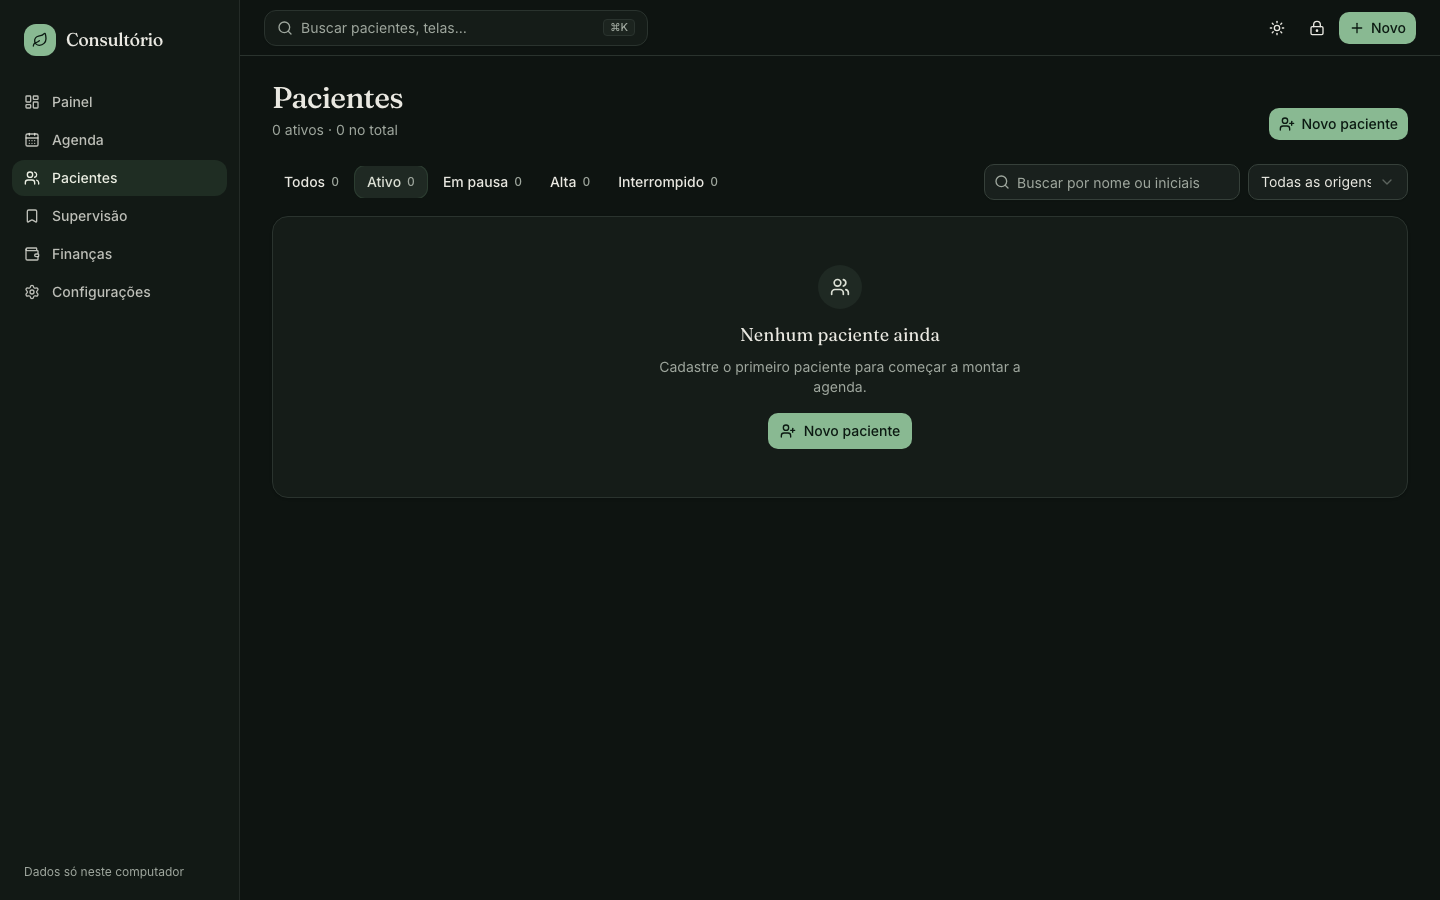 Consultório
Buscar pacientes, telas...
⌘K
Novo
Painel
Agenda
Pacientes
Supervisão
Finanças
Configurações
Pacientes
0 ativos · 0 no total
Novo paciente
Todos 0
Ativo 0
Em pausa 0
Alta 0
Interrompido 0
Buscar por nome ou iniciais
Todas as origens
Nenhum paciente ainda
Cadastre o primeiro paciente para começar a montar a
agenda.
Novo paciente
Dados só neste computador